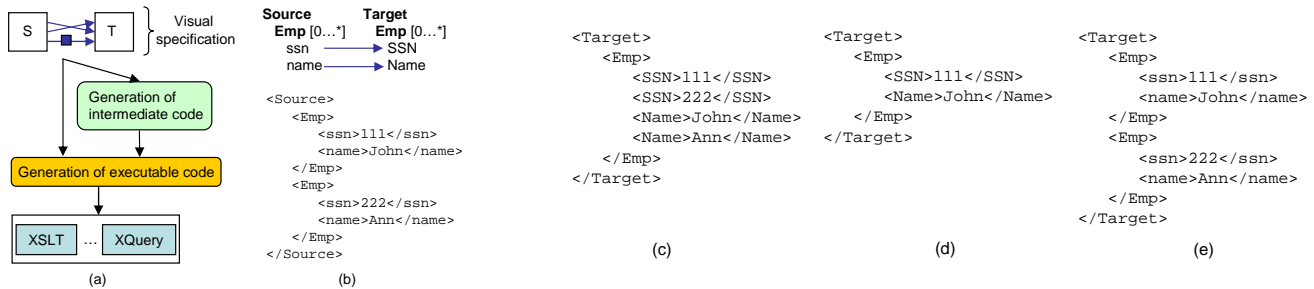 S
T
Visual
specification
Generation of
intermediate code
Generation of executable code
XSLT ... XQuery
(a)
Source Target
Emp [0...*] Emp [0...*]
ssn SSN
name Name
<Source>
<Emp>
<ssn>111</ssn>
<name>John</name>
</Emp>
<Emp>
<ssn>222</ssn>
<name>Ann</name>
</Emp>
</Source>
(b)
<Target>
<Emp>
<SSN>111</SSN>
<SSN>222</SSN>
<Name>John</Name>
<Name>Ann</Name>
</Emp>
</Target>
(c)
<Target>
<Emp>
<SSN>111</SSN>
<Name>John</Name>
</Emp>
</Target>
(d)
<Target>
<Emp>
<ssn>111</ssn>
<name>John</name>
</Emp>
<Emp>
<ssn>222</ssn>
<name>Ann</name>
</Emp>
</Target>
(e)